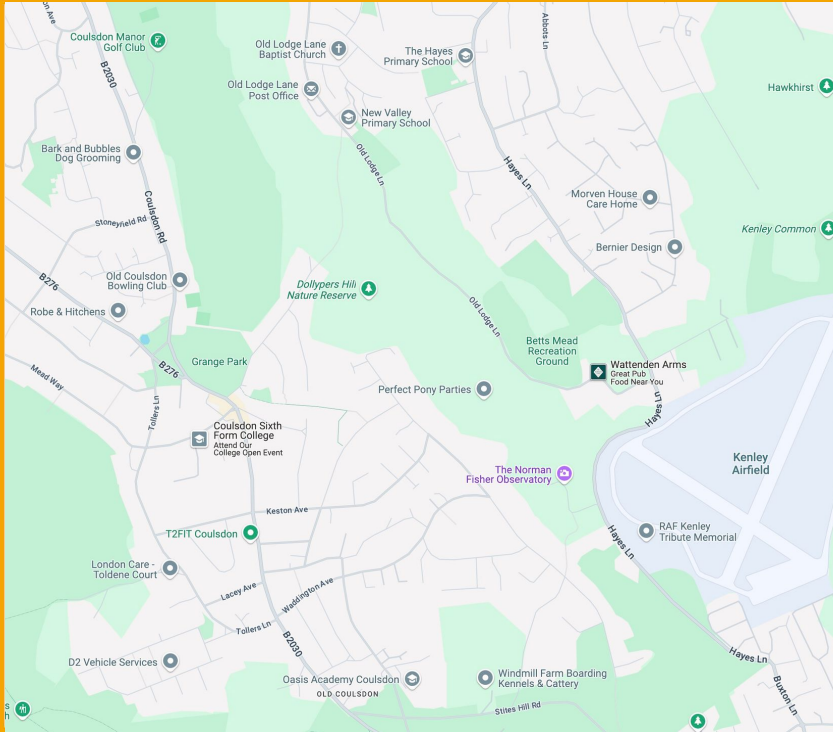 on Ave
Coulsdon Manor
Golf Club
B2030
Old Lodge Lane
Baptist Church
The Hayes
Primary School
Abbots Ln
Old Lodge Lane
Post Office
Hawkhirst
New Valley
Primary School
Bark and Bubbles
Dog Grooming
Old Lodge Ln
Hayes Ln
Morven House
Care Home
Coulsdon Rd
Stoneyfield Rd
Kenley Common
Bernier Design
B276
Old Coulsdon
Bowling Club
Dollypers Hill
Nature Reserve
Robe & Hitchens
Old Lodge Ln
Betts Mead
Recreation
Ground
Grange Park
B276
Mead Way
Wattenden Arms
Great Pub
Food Near You
Perfect Pony Parties
Tollers Ln
Hayes Ln
Coulsdon Sixth
Form College
Attend Our
College Open Event
Kenley
Airfield
The Norman
Fisher Observatory
Keston Ave
T2FIT Coulsdon
RAF Kenley
Tribute Memorial
Hayes Ln
London Care -
Toldene Court
Lacey Ave
Waddington Ave
Tollers Ln
B2030
D2 Vehicle Services
Hayes Ln
Oasis Academy Coulsdon
OLD COULSDON
Windmill Farm Boarding
Kennels & Cattery
Buxton Ln
Stites Hill Rd
s
h